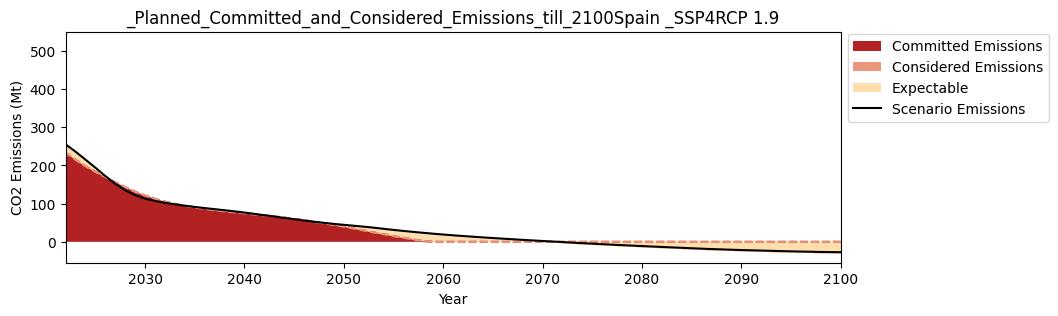 _Planned_Committed_and_Considered_Emissions_till_2100Spain _SSP4RCP 1.9
CO2 Emissions (Mt)
500
400
300
200
100
0
2030 2040 2050 2060 2070 2080 2090 2100
Year
Committed Emissions
Considered Emissions
Expectable
Scenario Emissions